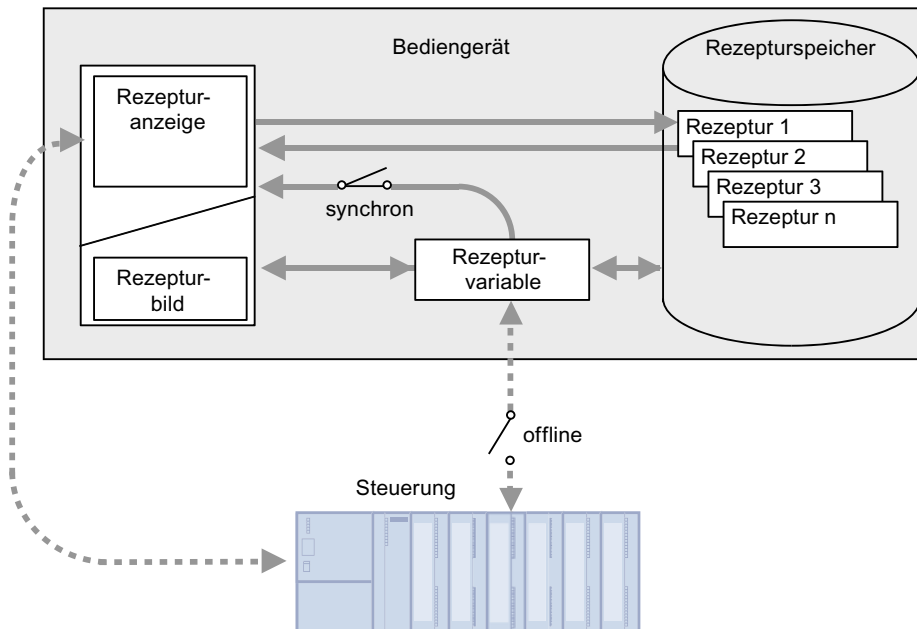 Bediengerät
Rezepturspeicher
Rezeptur-
anzeige
Rezeptur 1
Rezeptur 2
Rezeptur 3
Rezeptur n
synchron
Rezeptur-
variable
Rezeptur-
bild
offline
Steuerung